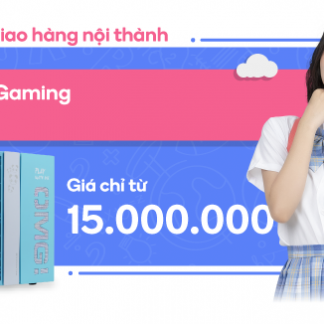 iao hàng nội thành
Gaming
Giá chỉ từ
15.000.000